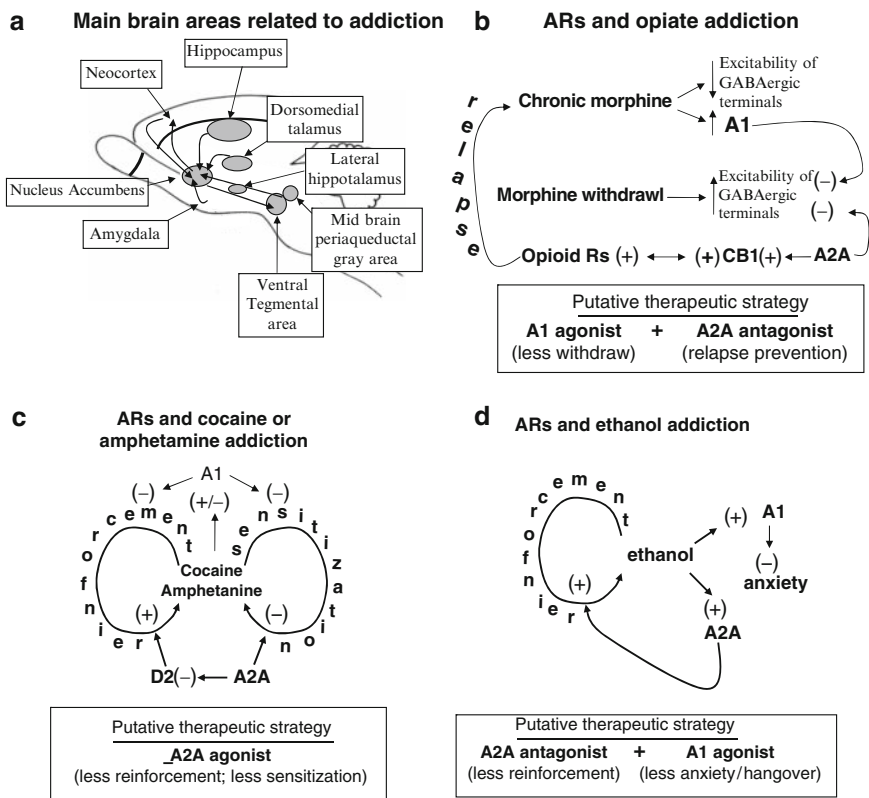 a Main brain areas related to addiction
Hippocampus
Neocortex
Dorsomedial
talamus
Lateral
hippotalamus
Nucleus Accumbens
Amygdala
Mid brain
periaqueductal
gray area
Ventral
Tegmental
area
b ARs and opiate addiction
relapse
Chronic morphine
Excitability of
GABAergic
terminals
A1
Morphine withdrawl
Excitability of
GABAergic
terminals
(–)
(–)
Opioid Rs (+) (+) CB1(+) A2A
Putative therapeutic strategy
A1 agonist + A2A antagonist
(less withdraw) (relapse prevention)
c ARs and cocaine or
amphetamine addiction
A1
(–) (+/–) (–)
reinforcement
sensitization
Cocaine
Amphetanine
(+) (–)
D2(–) A2A
Putative therapeutic strategy
_A2A agonist
(less reinforcement; less sensitization)
d ARs and ethanol addiction
reinforcement
ethanol
(+) A1
(–)
anxiety
(+)
(+)
A2A
Putative therapeutic strategy
A2A antagonist + A1 agonist
(less reinforcement) (less anxiety/hangover)